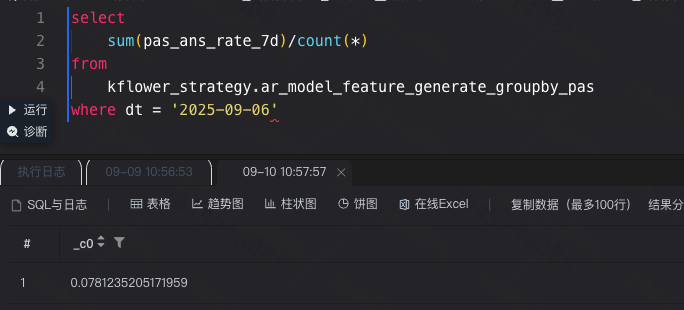 1 select
2 sum(pas_ans_rate_7d)/count(*)
3 from
4 kflower_strategy.ar_model_feature_generate_groupby_pas
运行 where dt = '2025-09-06'
诊断
执行日志 09-09 10:56:53 09-10 10:57:57
SQL与日志 表格 趋势图 柱状图 饼图 在线Excel 复制数据（最多100行） 结果分
# _c0
1 0.0781235205171959